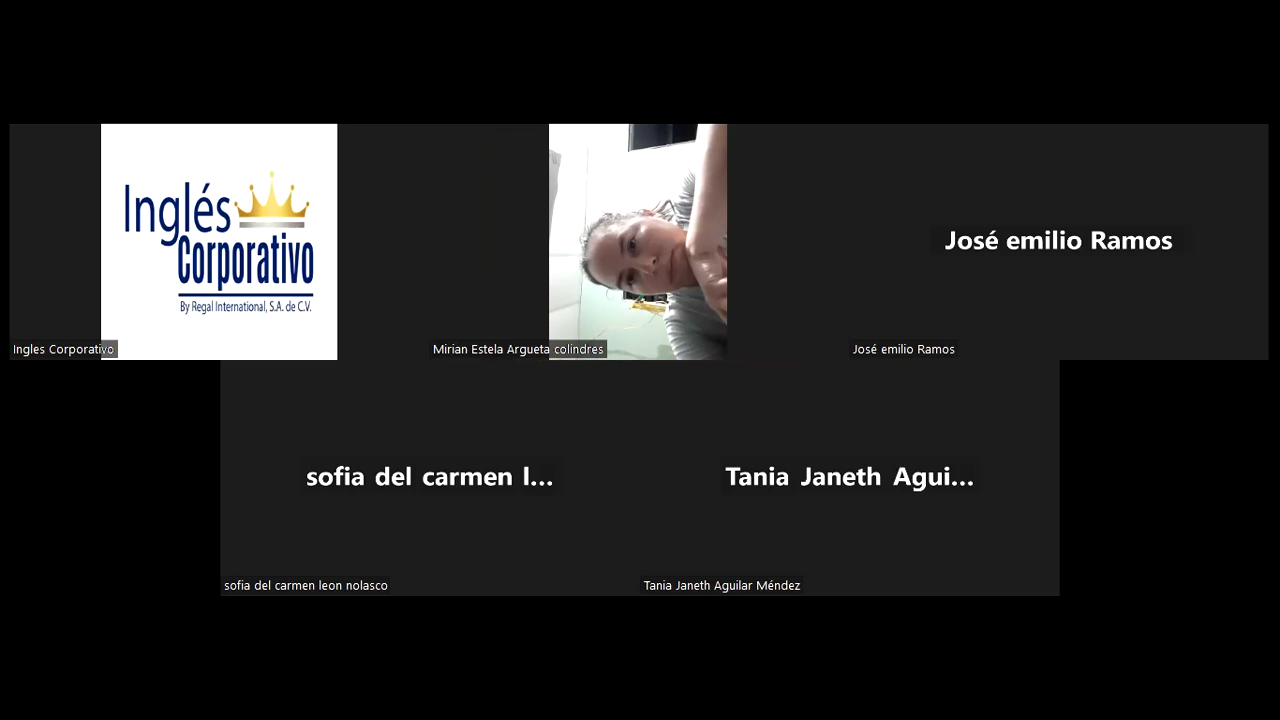 Inglés
Corporativo
By Regal International, S.A. de C.V.
Ingles Corporativo
Mirian Estela Argueta colindres
José emilio Ramos
José emilio Ramos
sofia del carmen l...
Tania Janeth Agui...
sofia del carmen leon nolasco
Tania Janeth Aguilar Méndez